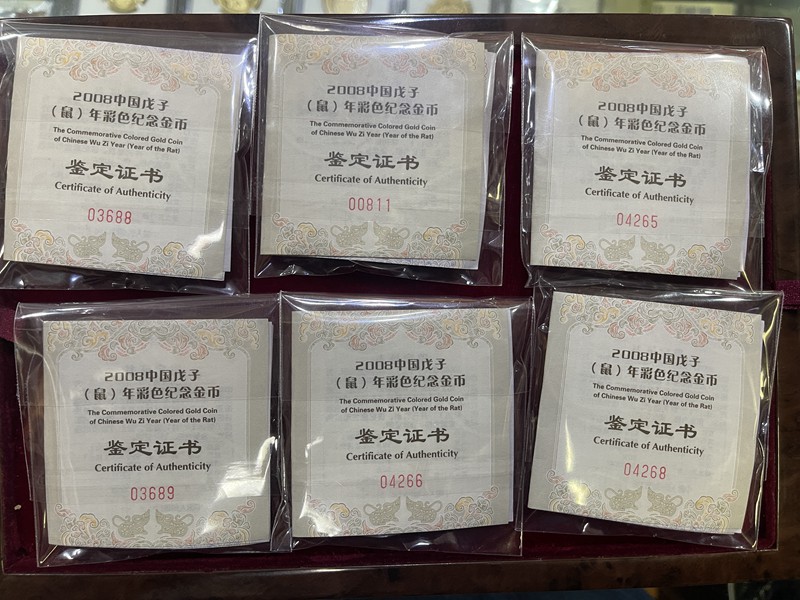 2008中国戊子
（鼠）年彩色纪念金币
The Commemorative Colored Gold Coin
of Chinese Wu Zi Year (Year of the Rat)
鉴定证书
Certificate of Authenticity
03688
2008中国戊子
（鼠）年彩色纪念金币
The Commemorative Colored Gold Coin
of Chinese Wu Zi Year (Year of the Rat)
鉴定证书
Certificate of Authenticity
00811
2008中国戊子
（鼠）年彩色纪念金币
The Commemorative Colored Gold Coin
of Chinese Wu Zi Year (Year of the Rat)
鉴定证书
Certificate of Authenticity
04265
2008中国戊子
（鼠）年彩色纪念金币
The Commemorative Colored Gold Coin
of Chinese Wu Zi Year (Year of the Rat)
鉴定证书
Certificate of Authenticity
03689
2008中国戊子
（鼠）年彩色纪念金币
The Commemorative Colored Gold Coin
of Chinese Wu Zi Year (Year of the Rat)
鉴定证书
Certificate of Authenticity
04266
2008中国戊子
（鼠）年彩色纪念金币
The Commemorative Colored Gold Coin
of Chinese Wu Zi Year (Year of the Rat)
鉴定证书
Certificate of Authenticity
04268